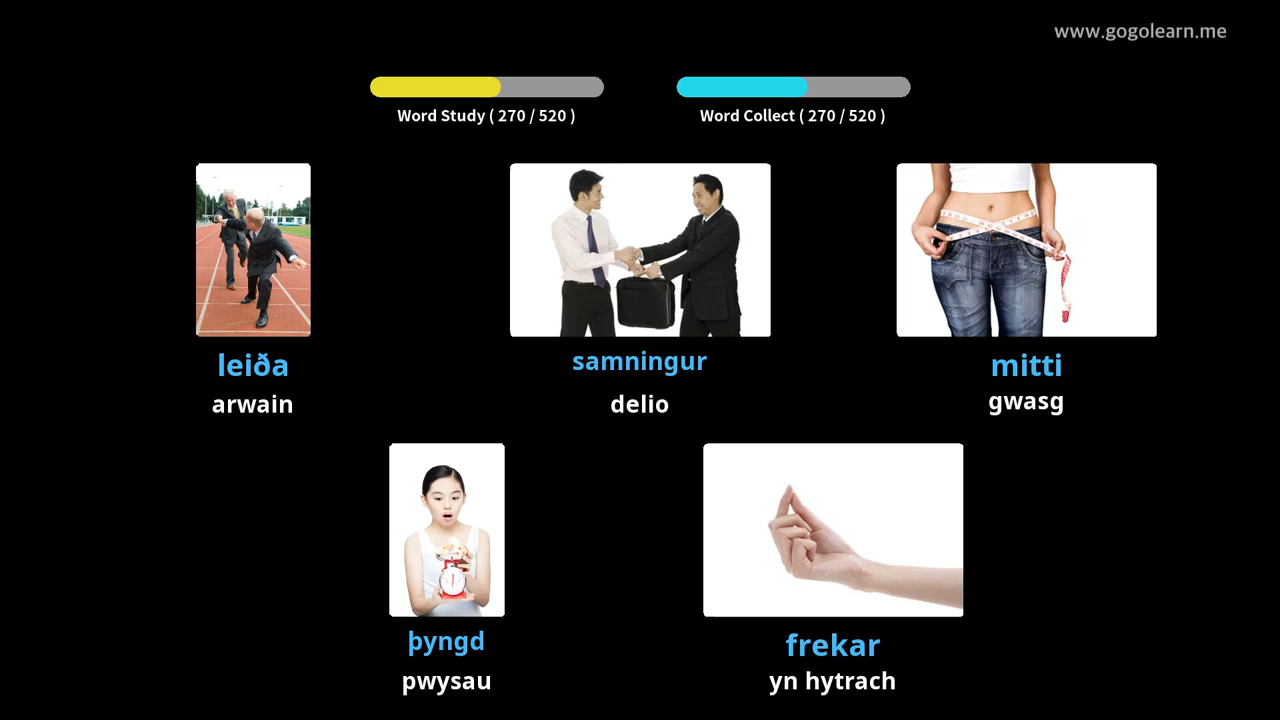 www.gogolearn.me
Word Study ( 270 / 520 )
Word Collect ( 270 / 520 )
leiða
arwain
samningur
delio
mitti
gwasg
þyngd
pwysau
frekar
yn hytrach